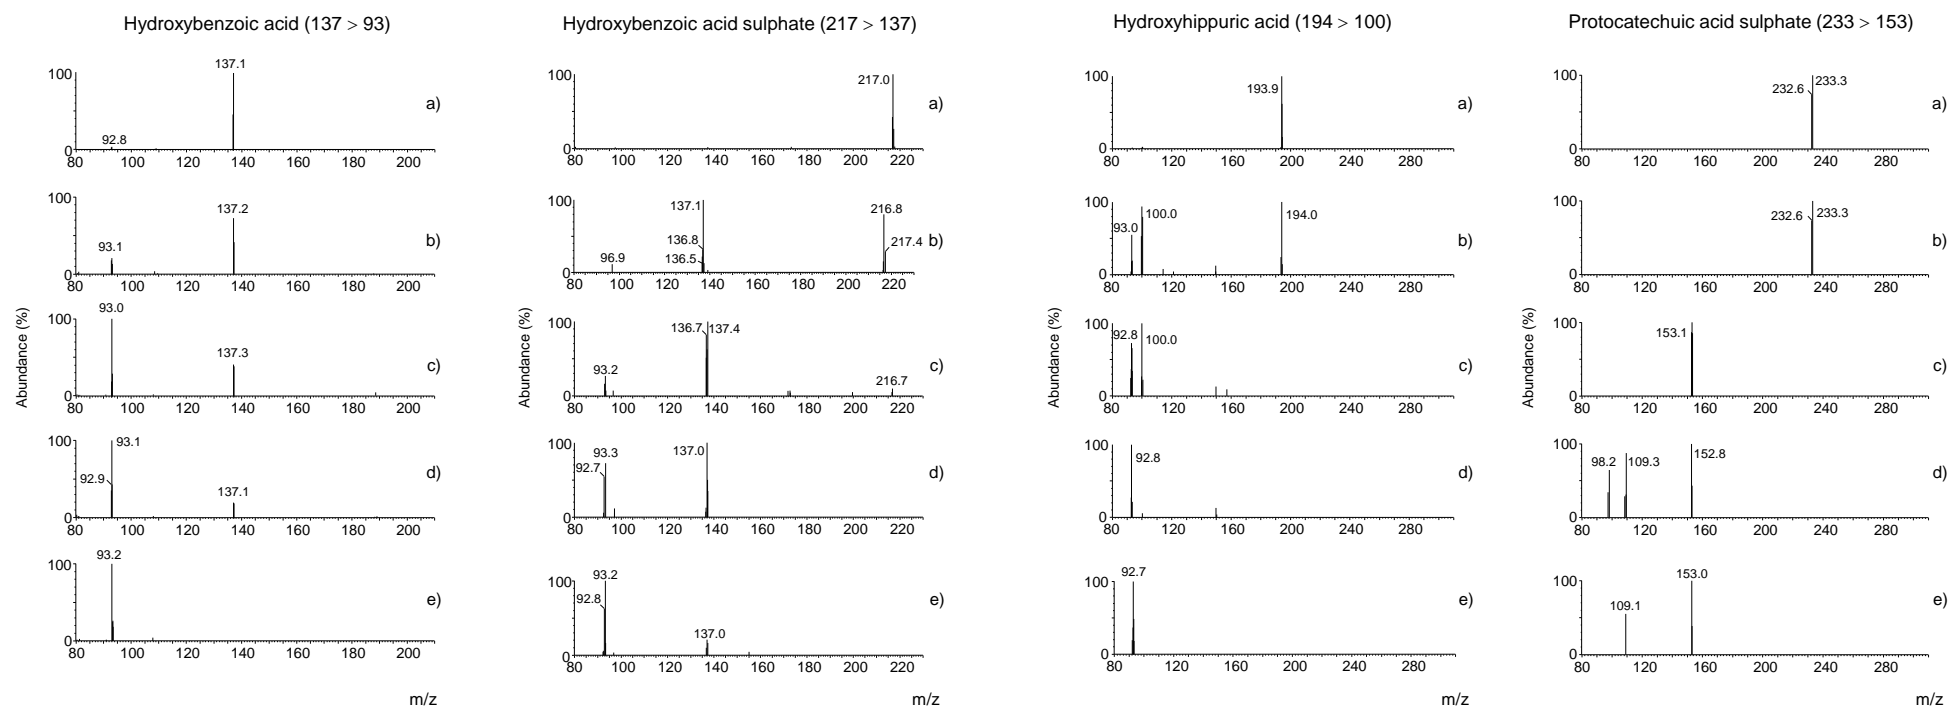 Hydroxybenzoic acid (137 > 93)
137.1
100
92.8
a)
0
80 100 120 140 160 180 200
100
137.2
93.1
b)
0
80 100 120 140 160 180 200
93.0
100
137.3
c)
0
80 100 120 140 160 180 200
100
93.1
92.9
137.1
d)
0
80 100 120 140 160 180 200
93.2
100
e)
0
80 100 120 140 160 180 200
Abundance (%)
m/z
Hydroxybenzoic acid sulphate (217 > 137)
100
217.0
a)
0
80 100 120 140 160 180 200 220
100
137.1
216.8
136.8
217.4
136.5
96.9
b)
0
80 100 120 140 160 180 200 220
100
136.7
137.4
93.2
216.7
c)
0
80 100 120 140 160 180 200 220
100
93.3
137.0
92.7
d)
0
80 100 120 140 160 180 200 220
93.2
100
92.8
137.0
e)
0
80 100 120 140 160 180 200 220
Abundance (%)
m/z
Hydroxyhippuric acid (194 > 100)
100
193.9
a)
0
80 120 160 200 240 280
100
100.0
194.0
93.0
b)
0
80 120 160 200 240 280
100
92.8
100.0
c)
0
80 120 160 200 240 280
100
92.8
d)
0
80 120 160 200 240 280
92.7
100
e)
0
80 120 160 200 240 280
Abundance (%)
m/z
Protocatechuic acid sulphate (233 > 153)
100
232.6
233.3
a)
0
80 120 160 200 240 280
100
232.6
233.3
b)
0
80 120 160 200 240 280
100
153.1
c)
0
80 120 160 200 240 280
100
98.2
109.3
152.8
d)
0
80 120 160 200 240 280
100
153.0
109.1
e)
0
80 120 160 200 240 280
Abundance (%)
m/z